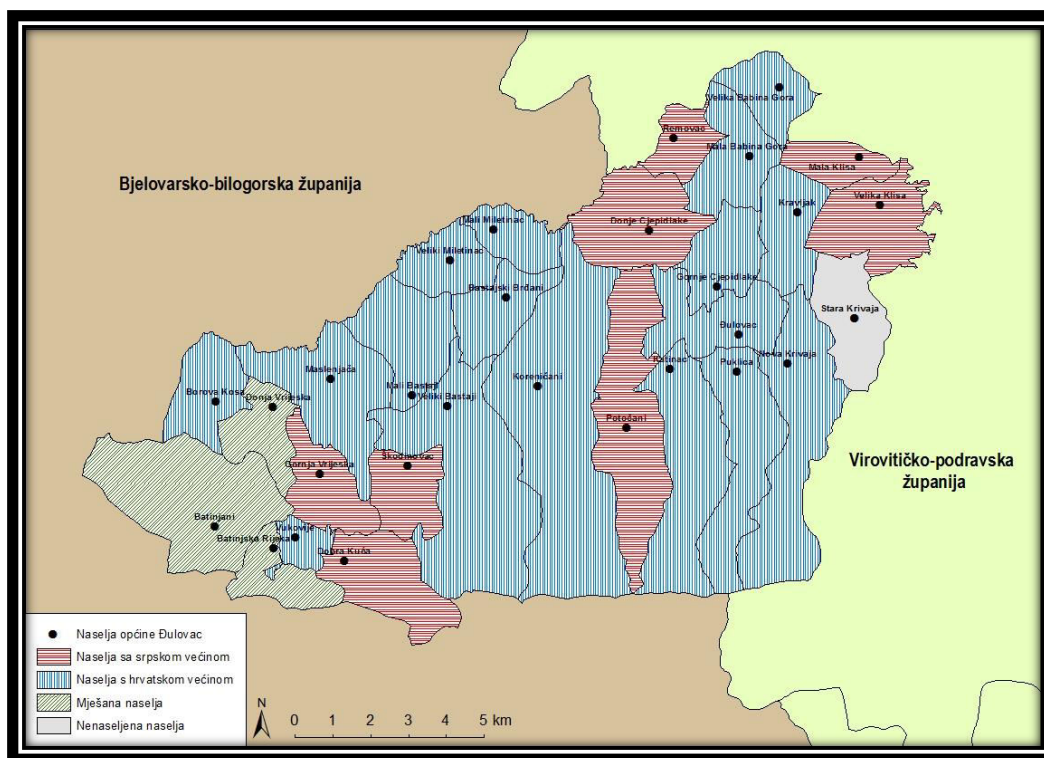 Velika Babina Gora
Removac
Mala Babina Gora
Mala Klisa
Bjelovarsko-bilogorska županija
Velika Klisa
Kravljak
Mali Miletinac
Donje Cjepidlake
Veliki Miletinac
Gornje Cjepidlake
Bastajski Brđani
Stara Krivaja
Đulovac
Nova Krivaja
Katinac
Puklica
Maslenjača
Koreničani
Mali Bastaji
Borova Kosa
Donja Vrijeska
Veliki Bastaji
Potočani
Škodinovac
Gornja Vrijeska
Virovitičko-podravska
županija
Batinjani
Vukovije
Batinjska Rijeka
Dobra Kuća
Naselja općine Đulovac
Naselja sa srpskom većinom
Naselja s hrvatskom većinom
Mješana naselja
Nenaseljena naselja
N
0 1 2 3 4 5 km